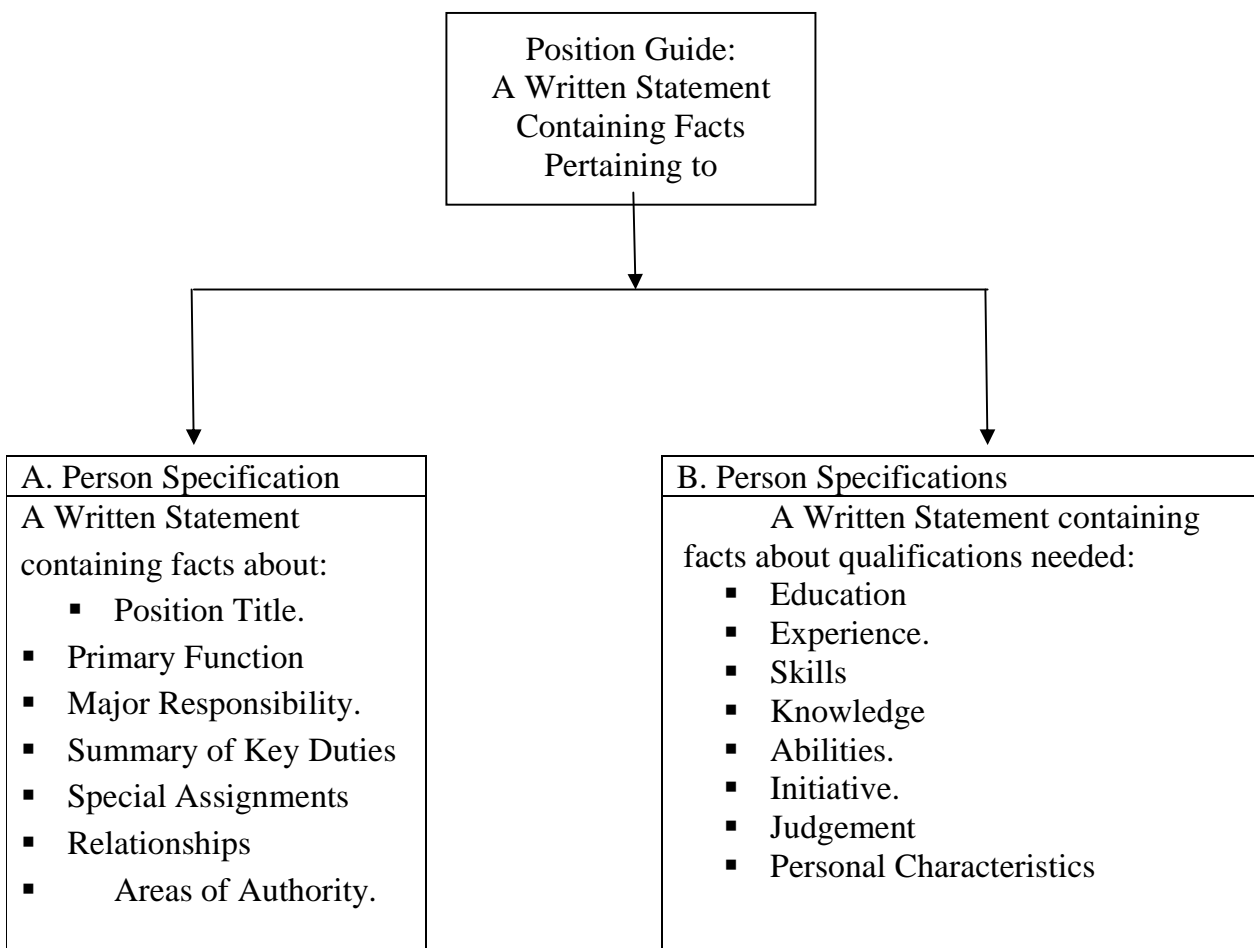 Position Guide:
A Written Statement
Containing Facts
Pertaining to
A. Person Specification
A Written Statement
containing facts about:
▪ Position Title.
▪ Primary Function
▪ Major Responsibility.
▪ Summary of Key Duties
▪ Special Assignments
▪ Relationships
▪ Areas of Authority.
B. Person Specifications
A Written Statement containing
facts about qualifications needed:
▪ Education
▪ Experience.
▪ Skills
▪ Knowledge
▪ Abilities.
▪ Initiative.
▪ Judgement
▪ Personal Characteristics